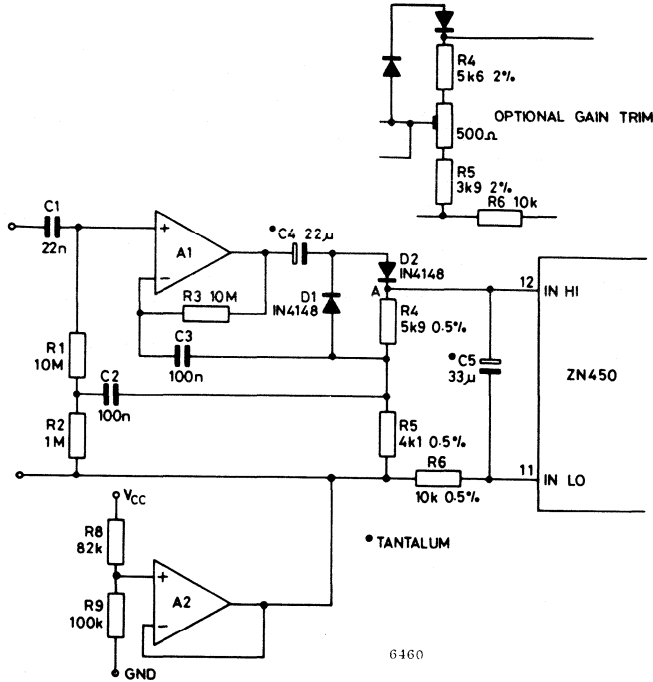 R4
5k6 2%
OPTIONAL GAIN TRIM
500Ω
R5
3k9 2%
R6 10k
C1
22n
+
A1
−
•C4 22μ
D2
IN4148
A
R3 10M
D1
IN4148
R4
5k9 0.5%
12
IN HI
C3
100n
R1
10M
•C5
33μ
ZN450
C2
100n
R2
1M
R5
4k1 0.5%
R6
10k 0.5%
11
IN LO
VCC
R8
82k
•TANTALUM
+
A2
−
R9
100k
GND
6460